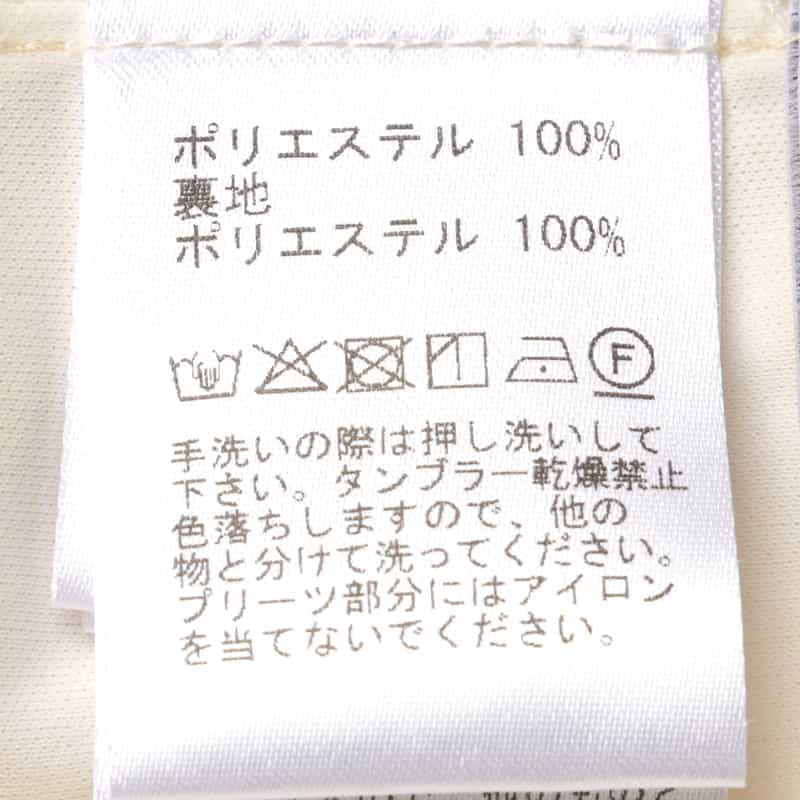 ポリエステル 100%
裏地
ポリエステル 100%
F
手洗いの際は押し洗いして
下さい。タンブラー乾燥禁止
色落ちしますので、他の
物と分けて洗ってください。
プリーツ部分にはアイロン
を当てないでください。